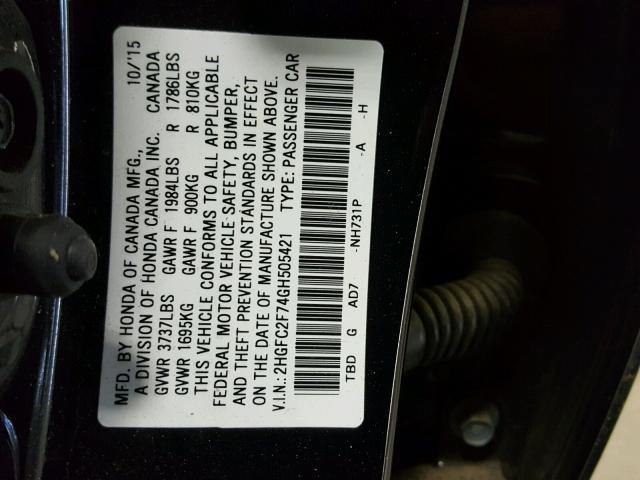 MFD. BY HONDA OF CANADA MFG., 10/'15
A DIVISION OF HONDA CANADA INC. CANADA
GVWR 3737LBS GAWR F 1984LBS R 1786LBS
GVWR 1695KG GAWR F 900KG R 810KG
THIS VEHICLE CONFORMS TO ALL APPLICABLE
FEDERAL MOTOR VEHICLE SAFETY, BUMPER,
AND THEFT PREVENTION STANDARDS IN EFFECT
ON THE DATE OF MANUFACTURE SHOWN ABOVE.
V.I.N.:2HGFC2F74GH505421 TYPE: PASSENGER CAR
TBD G AD7 -NH731P -A -H